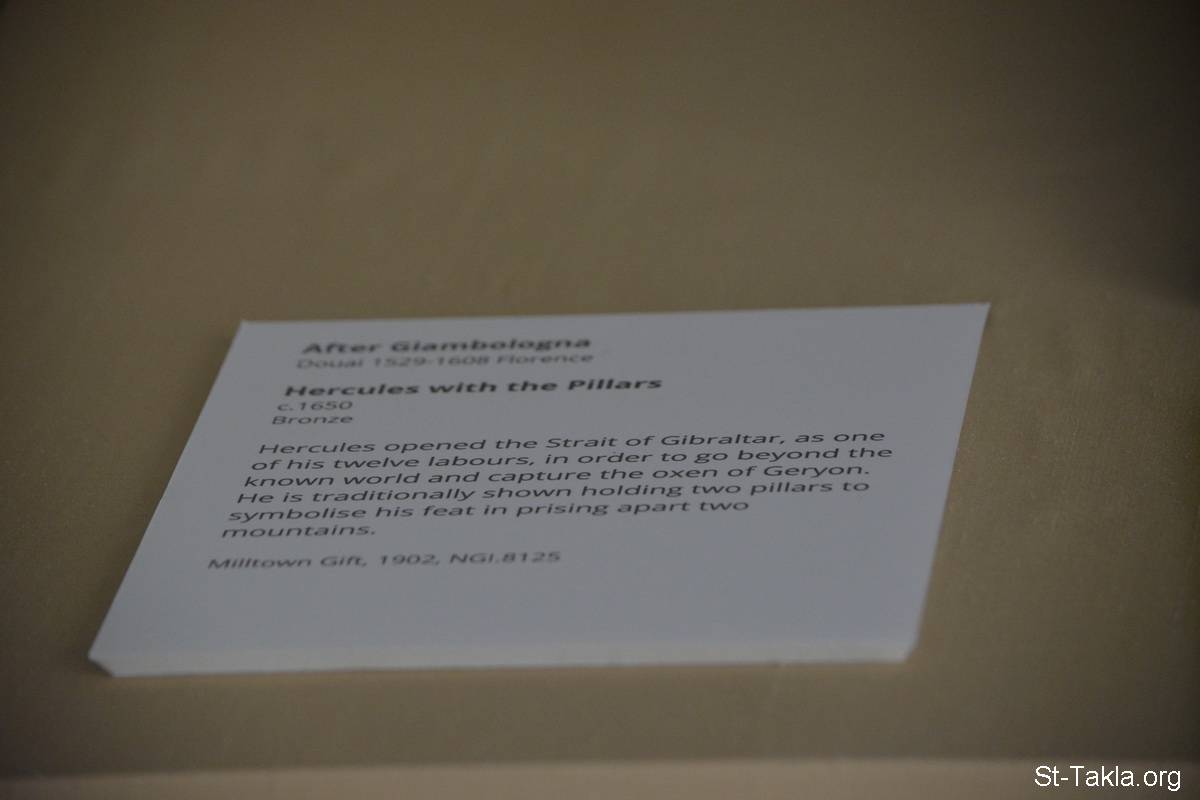 After Giambologna
Douai 1529-1608 Florence
Hercules with the Pillars
c.1650
Bronze
Hercules opened the Strait of Gibraltar, as one
of his twelve labours, in order to go beyond the
known world and capture the oxen of Geryon.
He is traditionally shown holding two pillars to
symbolise his feat in prising apart two
mountains.
Milltown Gift, 1902, NGI.8125
St-Takla.org